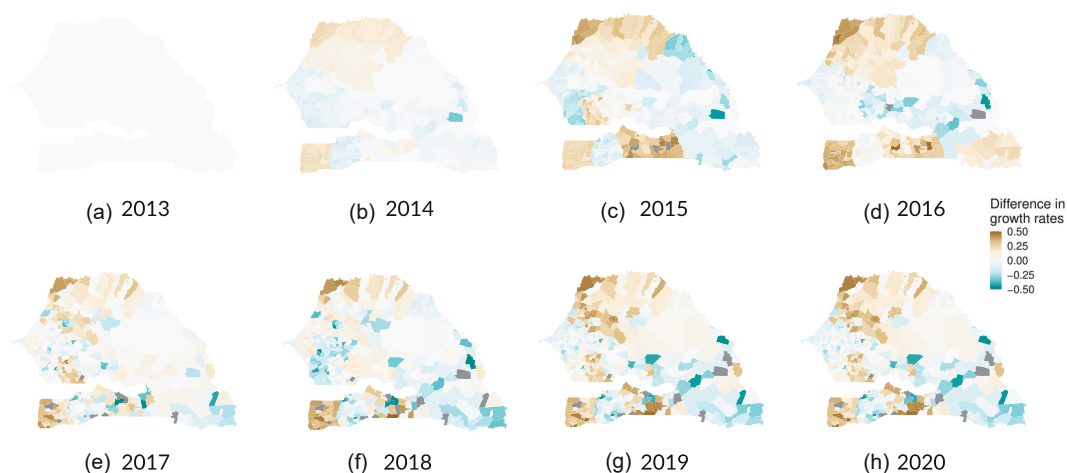 (a) 2013
(b) 2014
(c) 2015
(d) 2016
Difference in
growth rates
0.50
0.25
0.00
−0.25
−0.50
(e) 2017
(f) 2018
(g) 2019
(h) 2020